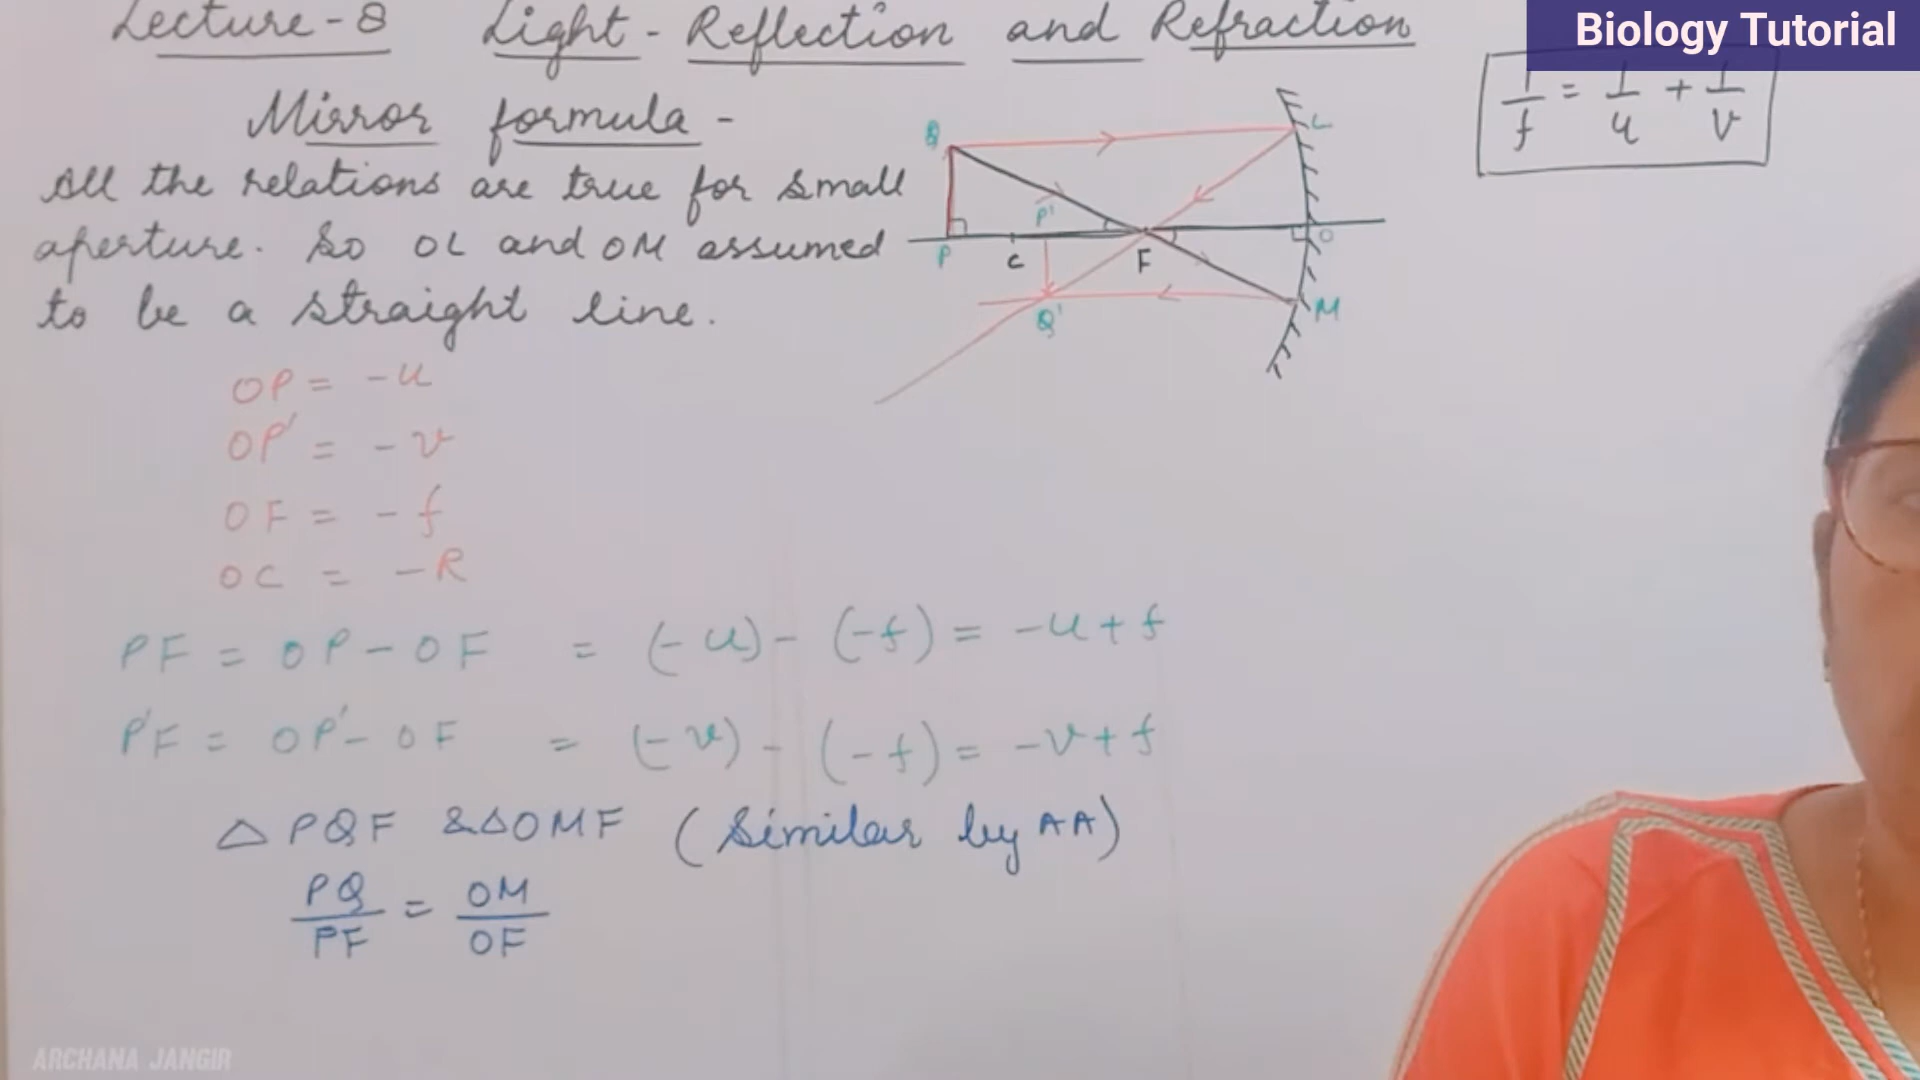 Lecture-8 Light-Reflection and Refraction
Biology Tutorial
Mirror formula -
1/f = 1/u + 1/v
All the relations are true for small
aperture. So OL and OM assumed
to be a straight line.
Q
L
P'
P
C
F
O
Q'
M
OP = -u
OP' = -v
OF = -f
OC = -R
PF = OP-OF = (-u)- (-f) = -u+f
P'F = OP'-OF = (-v) - (-f) = -v+f
△ PQF &△OMF (Similar by AA)
PQ/PF = OM/OF
ARCHANA JANGIR